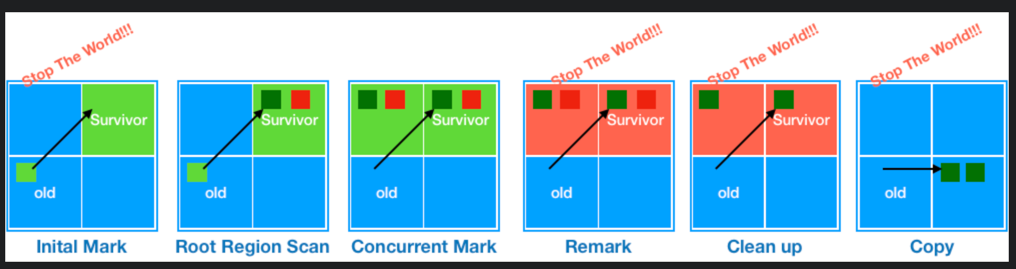 Stop The World!!!
Stop The World!!!
Stop The World!!!
Stop The World!!!
Survivor
Survivor
Survivor
Survivor
Survivor
old
old
old
old
old
old
Inital Mark
Root Region Scan
Concurrent Mark
Remark
Clean up
Copy